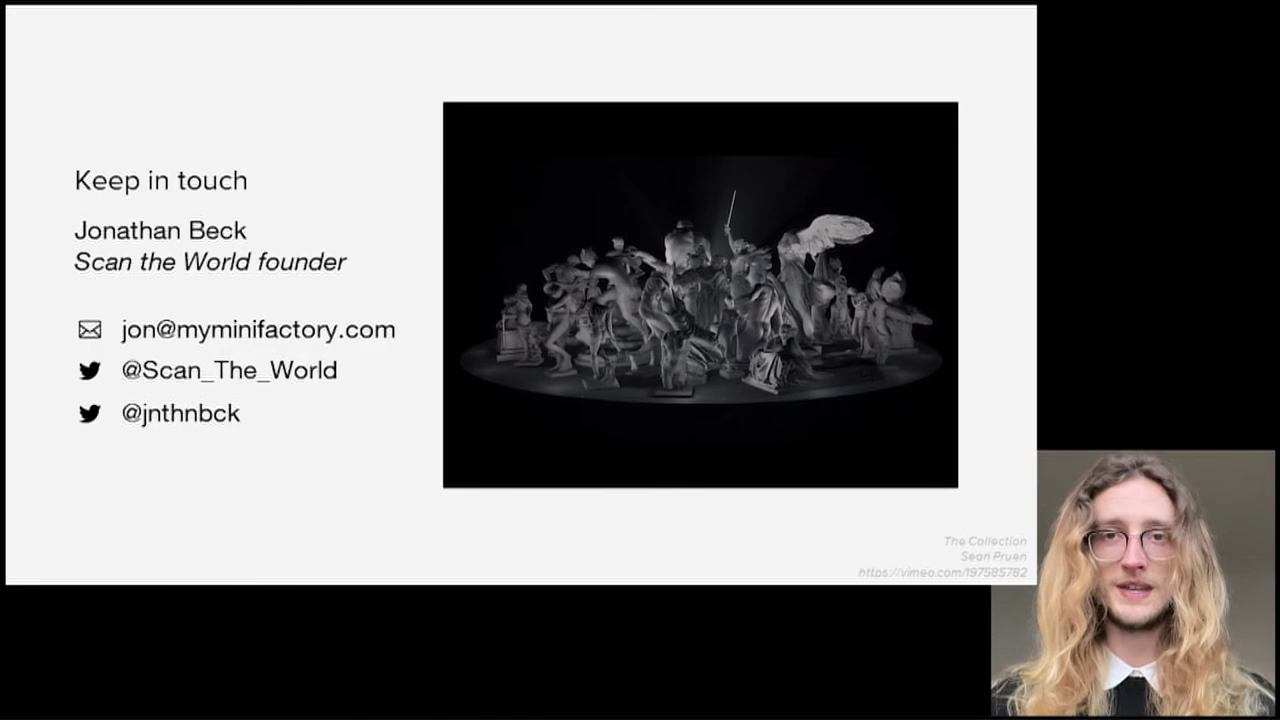 Keep in touch
Jonathan Beck
Scan the World founder
jon@myminifactory.com
@Scan_The_World
@jnthnbck
The Collection
Sean Pruen
https://vimeo.com/197585782